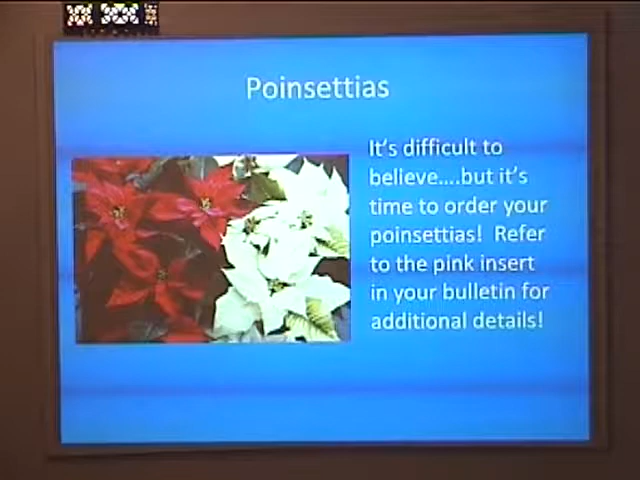 Poinsettias
It's difficult to
believe....but it's
time to order your
poinsettias!  Refer
to the pink insert
in your bulletin for
additional details!